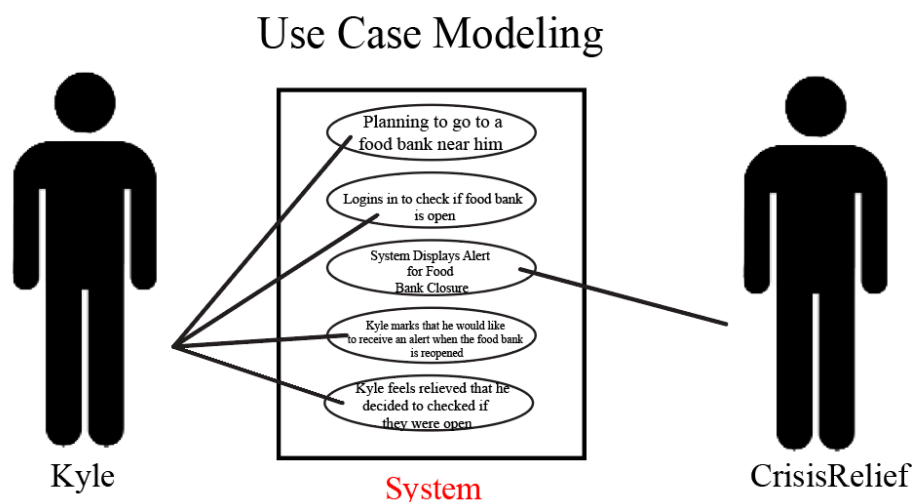 Use Case Modeling
Planning to go to a
food bank near him
Logins in to check if food bank
is open
System Displays Alert
for Food
Bank Closure
Kyle marks that he would like
to receive an alert when the food bank
is reopened
Kyle feels relieved that he
decided to checked if
they were open
Kyle
System
CrisisRelief